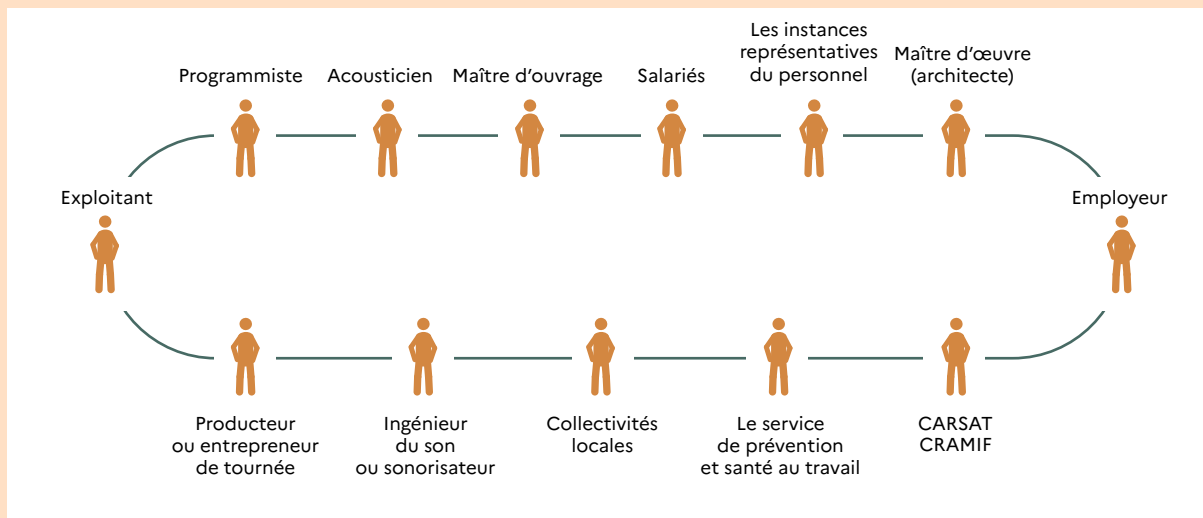 Programmiste
Acousticien
Maître d'ouvrage
Salariés
Les instances
représentatives
du personnel
Maître d'œuvre
(architecte)
Exploitant
Employeur
Producteur
ou entrepreneur
de tournée
Ingénieur
du son
ou sonorisateur
Collectivités
locales
Le service
de prévention
et santé au travail
CARSAT
CRAMIF